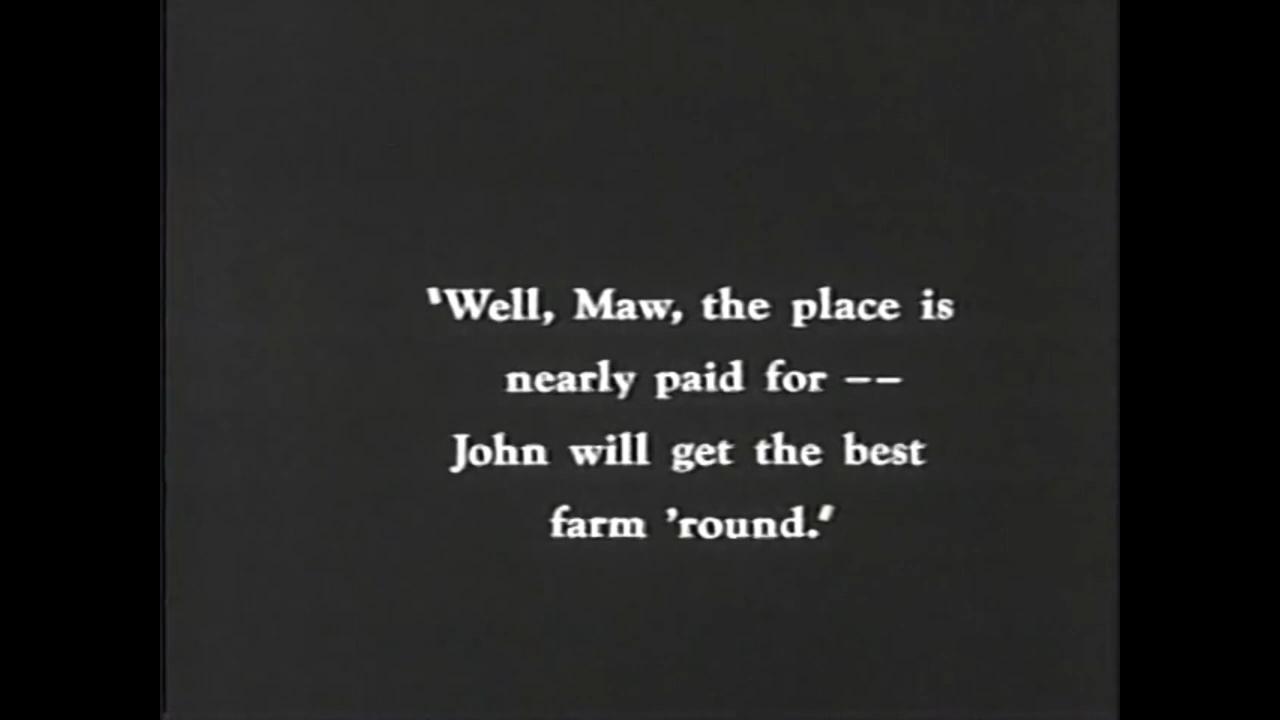 'Well, Maw, the place is
nearly paid for --
John will get the best
farm 'round.'